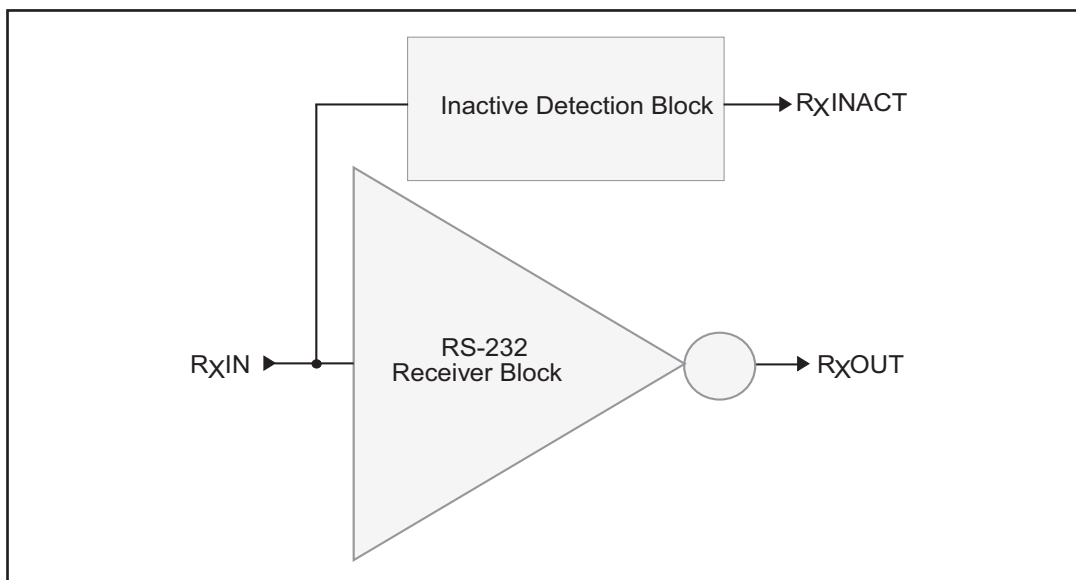 Inactive Detection Block
RXINACT
RS-232
Receiver Block
RXIN
RXOUT